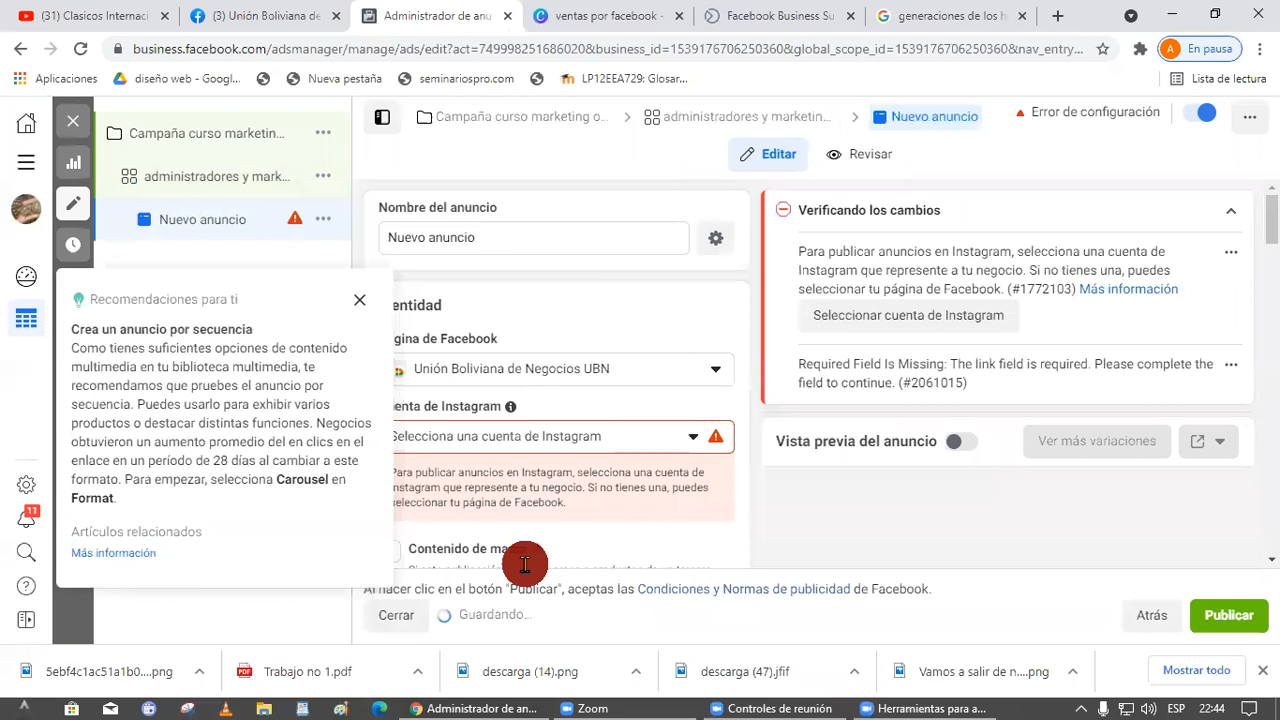 (31) Clásicos Internaci
(3) Unión Boliviana de
Administrador de anu
ventas por facebook -
Facebook Business Su
generaciones de los h
business.facebook.com/adsmanager/manage/ads/edit?act=749998251686020&business_id=1539176706250360&global_scope_id=1539176706250360&nav_entry...
A En pausa
Aplicaciones
diseño web - Googl...
Nueva pestaña
seminariospro.com
LP12EEA729: Glosar...
Lista de lectura
Campaña curso marketin...
administradores y mark...
Nuevo anuncio
Campaña curso marketing o...
administradores y marketin...
Nuevo anuncio
Error de configuración
Editar
Revisar
Nombre del anuncio
Nuevo anuncio
Verificando los cambios
Para publicar anuncios en Instagram, selecciona una cuenta de
Instagram que represente a tu negocio. Si no tienes una, puedes
seleccionar tu página de Facebook. (#1772103) Más información
Seleccionar cuenta de Instagram
Required Field Is Missing: The link field is required. Please complete the
field to continue. (#2061015)
Vista previa del anuncio
Ver más variaciones
Recomendaciones para ti
Crea un anuncio por secuencia
Como tienes suficientes opciones de contenido
multimedia en tu biblioteca multimedia, te
recomendamos que pruebes el anuncio por
secuencia. Puedes usarlo para exhibir varios
productos o destacar distintas funciones. Negocios
obtuvieron un aumento promedio del en clics en el
enlace en un período de 28 días al cambiar a este
formato. Para empezar, selecciona Carousel en
Format.
Artículos relacionados
Más información
entidad
gina de Facebook
Unión Boliviana de Negocios UBN
enta de Instagram
Selecciona una cuenta de Instagram
Para publicar anuncios en Instagram, selecciona una cuenta de
nstagram que represente a tu negocio. Si no tienes una, puedes
seleccionar tu página de Facebook.
Contenido de
Al hacer clic en el botón "Publicar", aceptas las Condiciones y Normas de publicidad de Facebook.
Cerrar
Guardando...
Atrás
Publicar
11
5ebf4c1ac51a1b0....png
Trabajo no 1.pdf
descarga (14).png
descarga (47).jfif
Vamos a salir de n....png
Mostrar todo
Administrador de an...
Zoom
Controles de reunión
Herramientas para a...
ESP
22:44